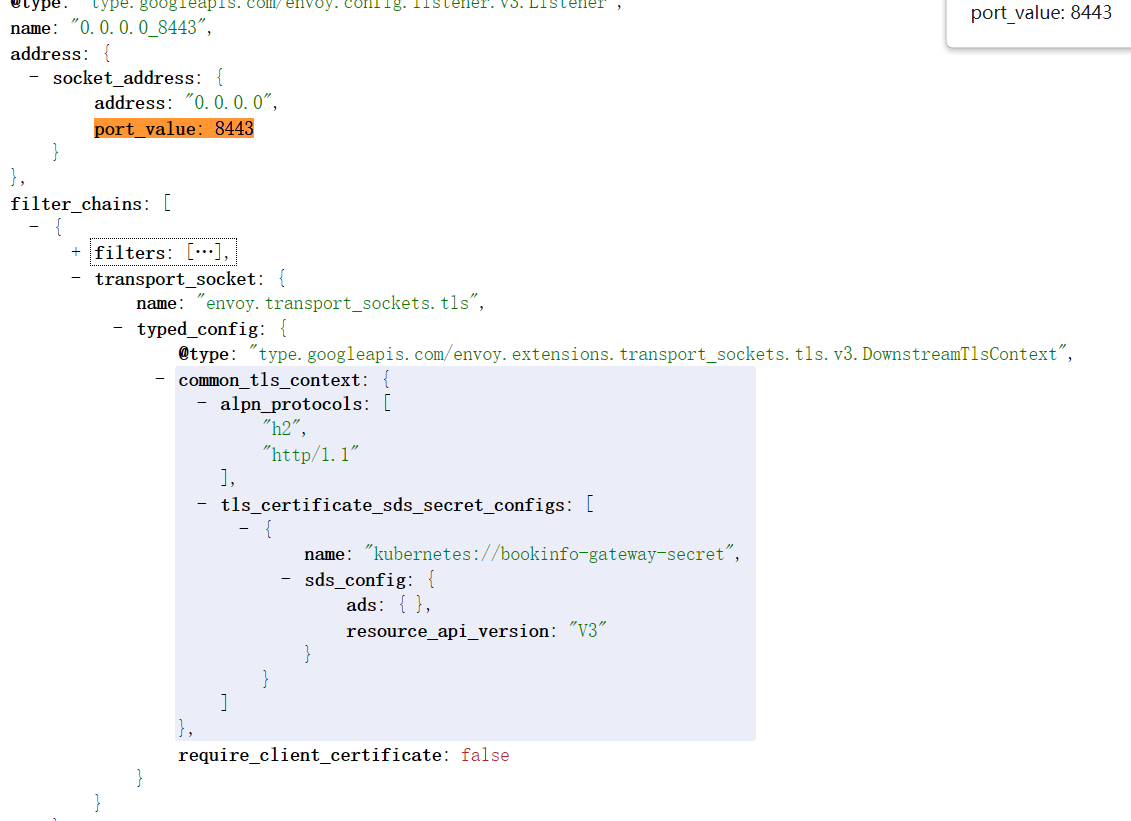 @type: "type.googleapis.com/envoy.config.listener.v3.Listener",
port_value: 8443
name: "0.0.0.0_8443",
address: {
− socket_address: {
address: "0.0.0.0",
port_value: 8443
}
},
filter_chains: [
− {
+ filters: […],
− transport_socket: {
name: "envoy.transport_sockets.tls",
− typed_config: {
@type: "type.googleapis.com/envoy.extensions.transport_sockets.tls.v3.DownstreamTlsContext",
− common_tls_context: {
− alpn_protocols: [
"h2",
"http/1.1"
],
− tls_certificate_sds_secret_configs: [
− {
name: "kubernetes://bookinfo-gateway-secret",
− sds_config: {
ads: { },
resource_api_version: "V3"
}
}
]
},
require_client_certificate: false
}
}